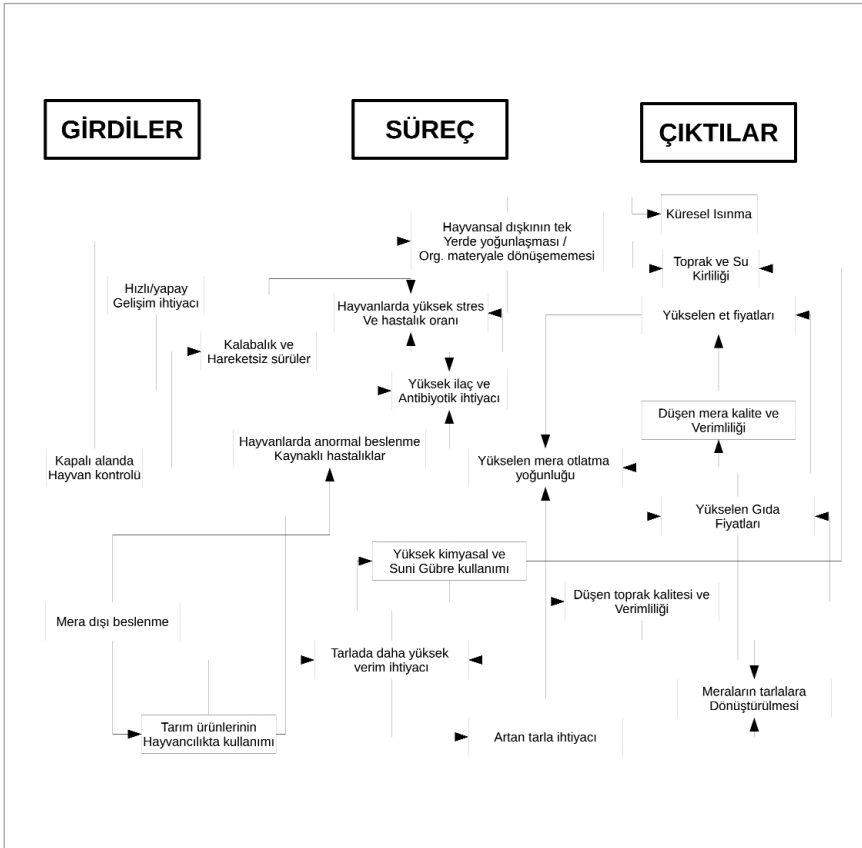 GİRDİLER
SÜREÇ
ÇIKTILAR
Hızlı/yapay
Gelişim ihtiyacı
Kalabalık ve
Hareketsiz sürüler
Kapalı alanda
Hayvan kontrolü
Mera dışı beslenme
Tarım ürünlerinin
Hayvancılıkta kullanımı
Hayvansal dışkının tek
Yerde yoğunlaşması /
Org. materyale dönüşememesi
Hayvanlarda yüksek stres
Ve hastalık oranı
Yüksek ilaç ve
Antibiyotik ihtiyacı
Hayvanlarda anormal beslenme
Kaynaklı hastalıklar
Yükselen mera otlatma
yoğunluğu
Yüksek kimyasal ve
Suni Gübre kullanımı
Düşen toprak kalitesi ve
Verimliliği
Tarlada daha yüksek
verim ihtiyacı
Artan tarla ihtiyacı
Küresel Isınma
Toprak ve Su
Kirliliği
Yükselen et fiyatları
Düşen mera kalite ve
Verimliliği
Yükselen Gıda
Fiyatları
Meraların tarlalara
Dönüştürülmesi